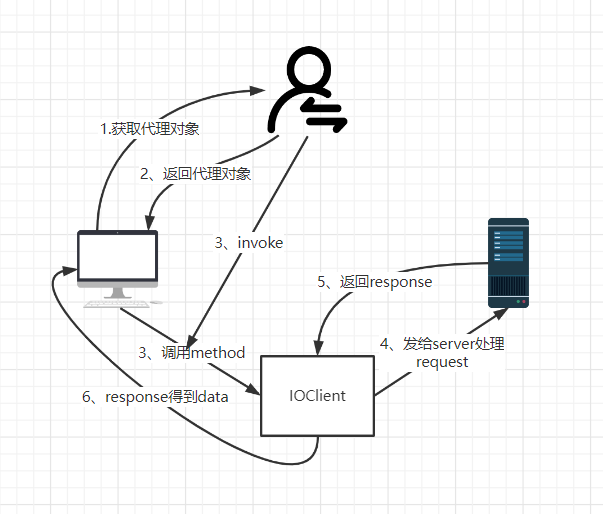 1.获取代理对象
2、返回代理对象
3、invoke
5、返回response
4、发给server处理
request
3、调用method
6、response得到data
IOClient